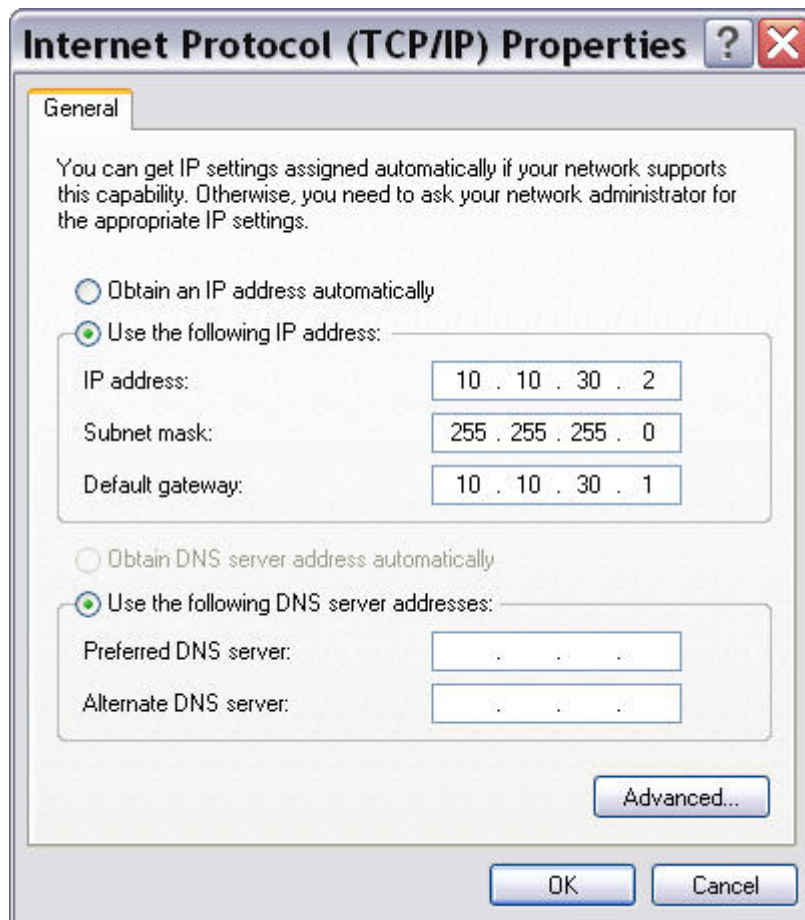 Internet Protocol (TCP/IP) Properties ?
General
You can get IP settings assigned automatically if your network supports
this capability. Otherwise, you need to ask your network administrator for
the appropriate IP settings.
Obtain an IP address automatically
Use the following IP address:
IP address: 10 . 10 . 30 . 2
Subnet mask: 255 . 255 . 255 . 0
Default gateway: 10 . 10 . 30 . 1
Obtain DNS server address automatically
Use the following DNS server addresses:
Preferred DNS server: . . .
Alternate DNS server: . . .
Advanced...
OK Cancel